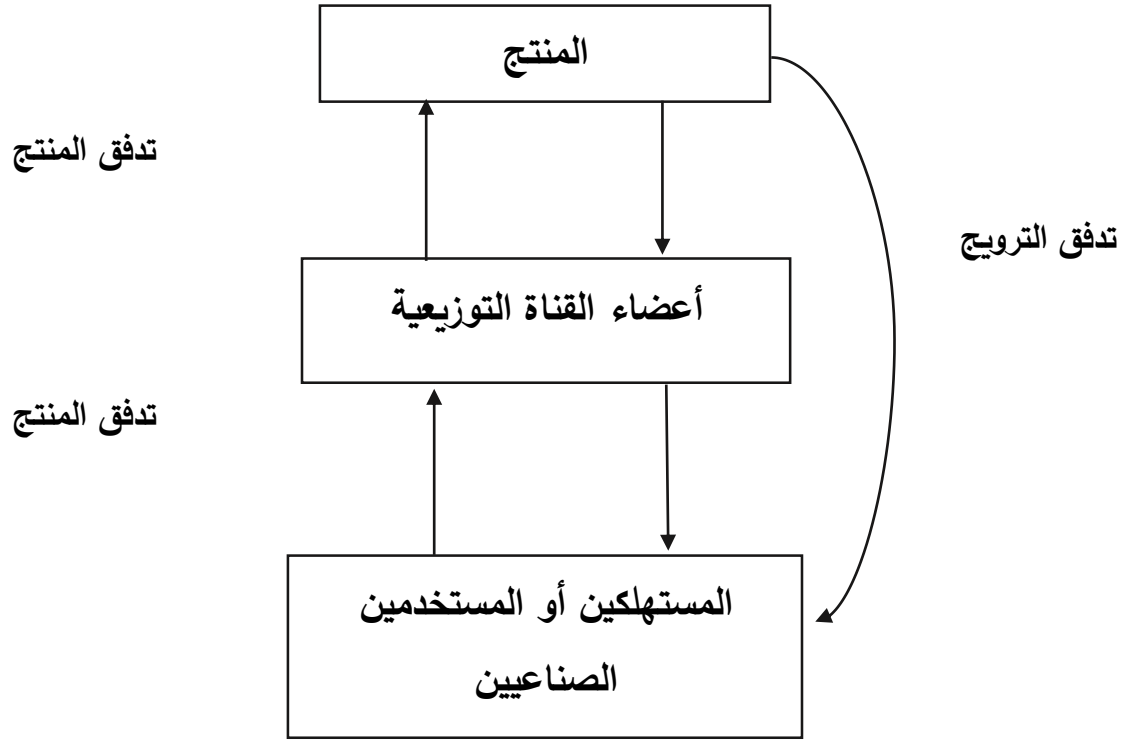 المنتج
تدفق المنتج
تدفق الترويج
أعضاء القناة التوزيعية
تدفق المنتج
المستهلكين أو المستخدمين
الصناعيين